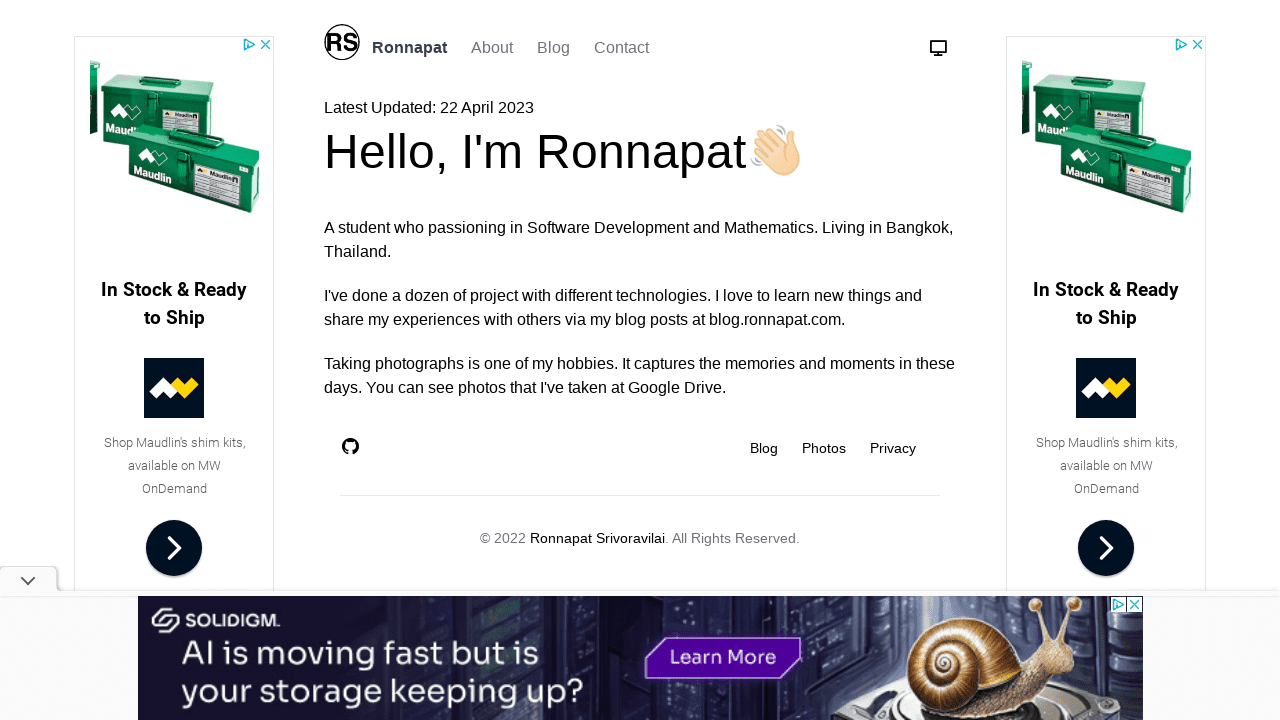 RS Ronnapat About Blog Contact
Latest Updated: 22 April 2023
Hello, I'm Ronnapat
A student who passioning in Software Development and Mathematics. Living in Bangkok,
Thailand.
I've done a dozen of project with different technologies. I love to learn new things and
share my experiences with others via my blog posts at blog.ronnapat.com.
Taking photographs is one of my hobbies. It captures the memories and moments in these
days. You can see photos that I've taken at Google Drive.
Blog Photos Privacy
© 2022 Ronnapat Srivoravilai. All Rights Reserved.
Maudlin
Maudlin
In Stock & Ready
to Ship
Shop Maudlin's shim kits,
available on MW
OnDemand
Maudlin
Maudlin
In Stock & Ready
to Ship
Shop Maudlin's shim kits,
available on MW
OnDemand
SOLIDIGM
AI is moving fast but is
your storage keeping up?
Learn More